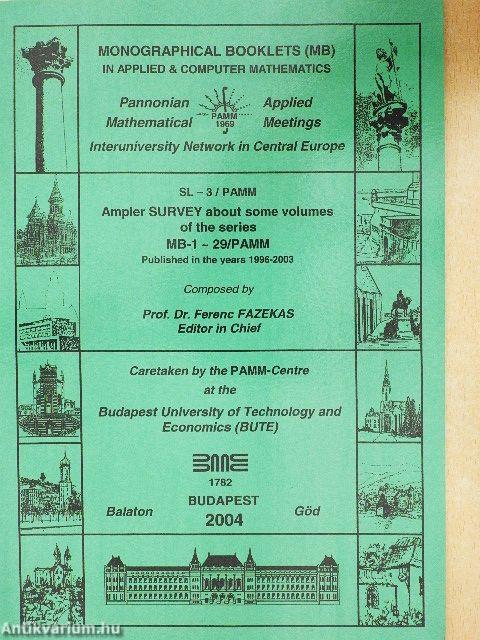 MONOGRAPHICAL BOOKLETS (MB)
IN APPLIED & COMPUTER MATHEMATICS
Pannonian Applied
PAMM
1969
Mathematical Meetings
Interuniversity Network in Central Europe
SL – 3 / PAMM
Ampler SURVEY about some volumes
of the series
MB-1 ~ 29/PAMM
Published in the years 1996-2003
Composed by
Prof. Dr. Ferenc FAZEKAS
Editor in Chief
Caretaken by the PAMM-Centre
at the
Budapest University of Technology and
Economics (BUTE)
BME
1782
BUDAPEST
Balaton 2004 Göd
Antikvárium.hu